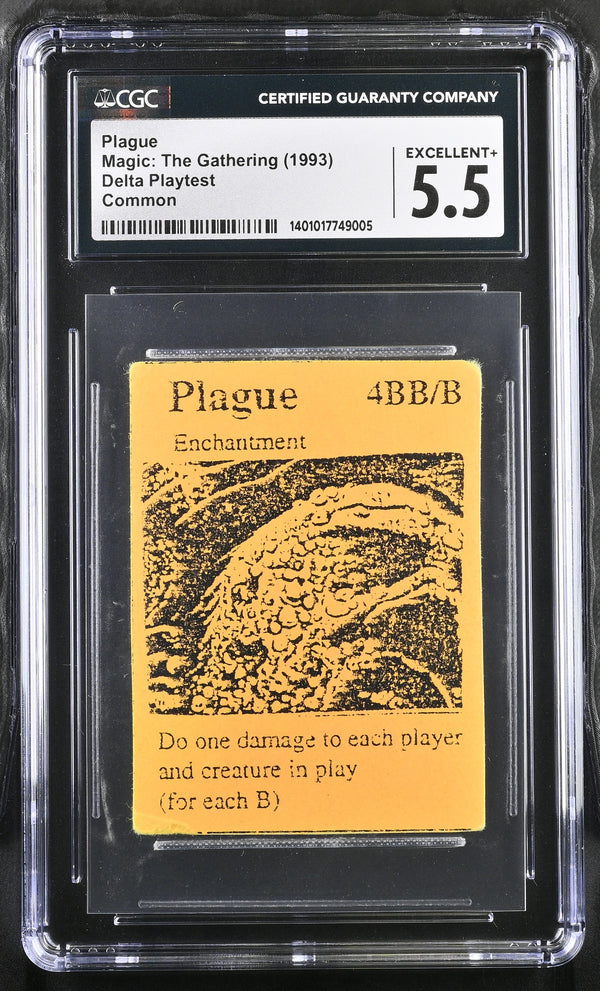 CGC
CERTIFIED GUARANTY COMPANY
Plague
Magic: The Gathering (1993)
Delta Playtest
Common
EXCELLENT+
5.5
1401017749005
Plague 4BB/B
Enchantment
Do one damage to each player
and creature in play
(for each B)